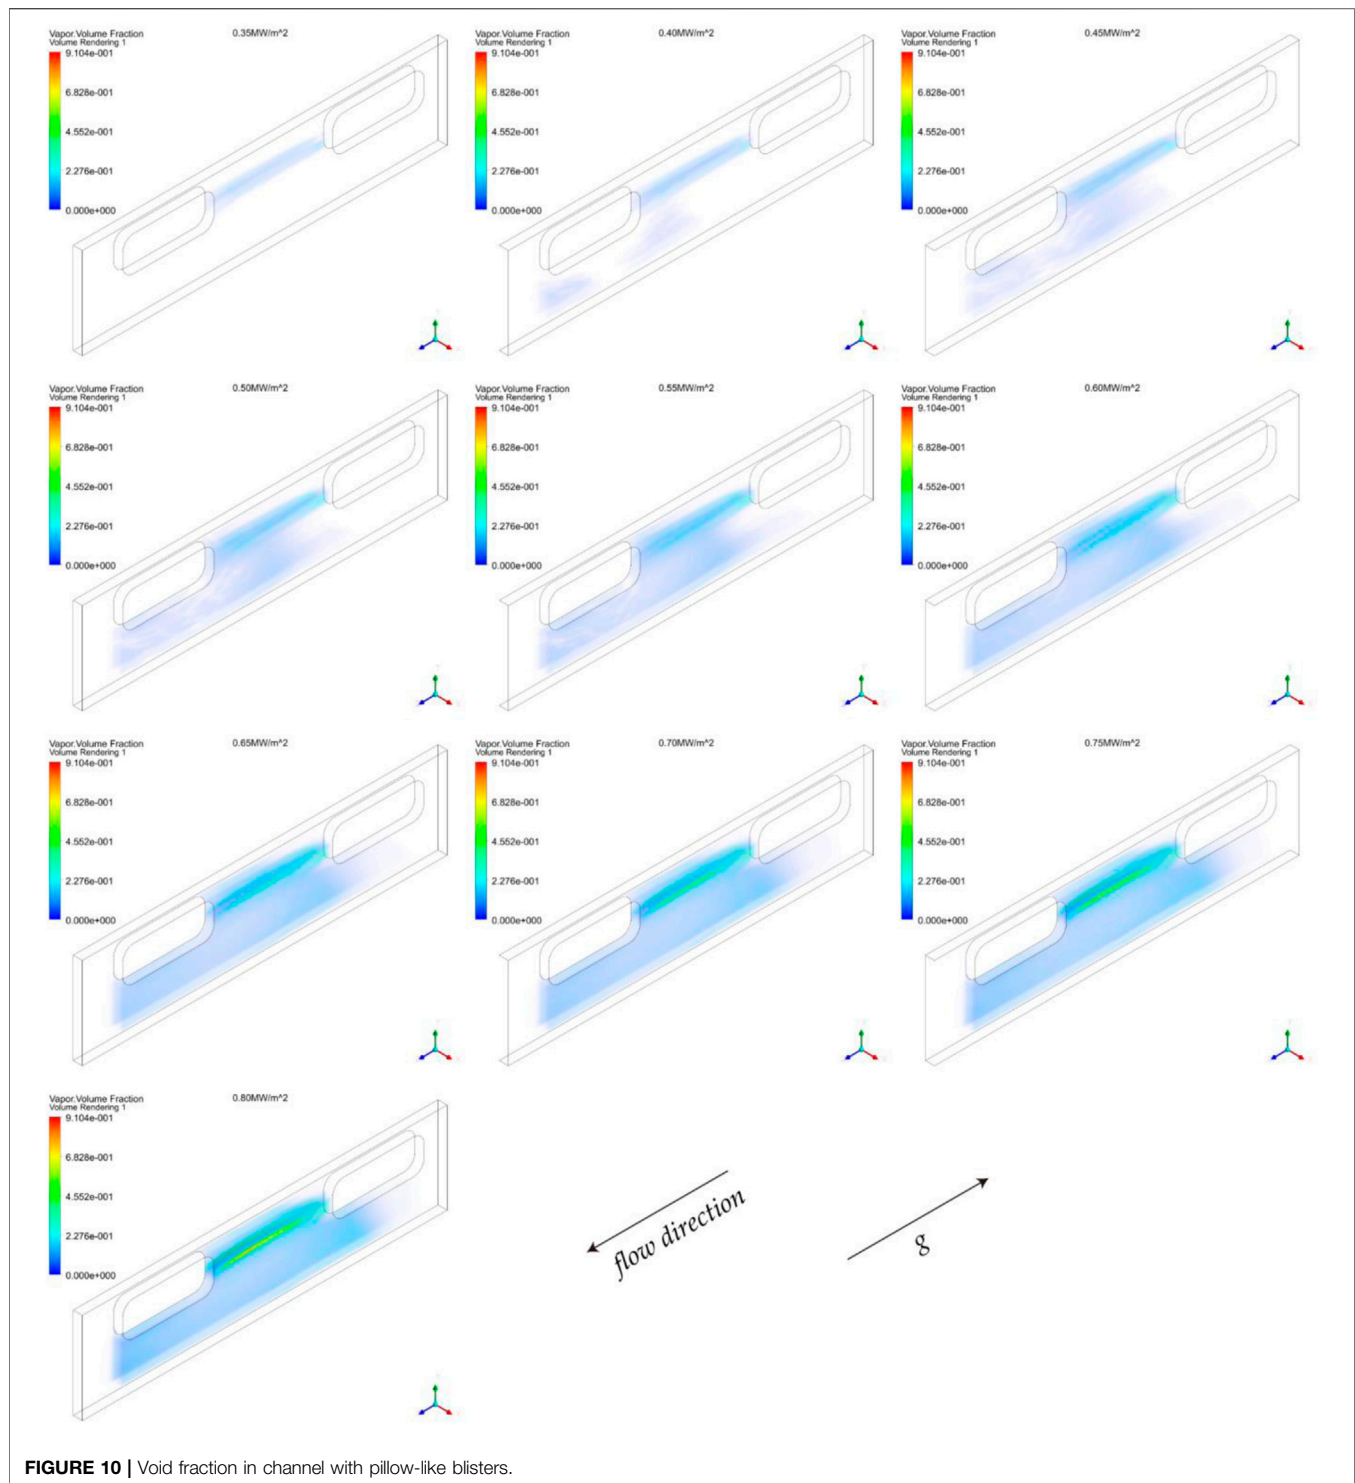 Vapor.Volume Fraction
Volume Rendering 1
0.35MW/m^2
9.104e-001
6.828e-001
4.552e-001
2.276e-001
0.000e+000
Vapor.Volume Fraction
Volume Rendering 1
0.40MW/m^2
9.104e-001
6.828e-001
4.552e-001
2.276e-001
0.000e+000
Vapor.Volume Fraction
Volume Rendering 1
0.45MW/m^2
9.104e-001
6.828e-001
4.552e-001
2.276e-001
0.000e+000
Vapor.Volume Fraction
Volume Rendering 1
0.50MW/m^2
9.104e-001
6.828e-001
4.552e-001
2.276e-001
0.000e+000
Vapor.Volume Fraction
Volume Rendering 1
0.55MW/m^2
9.104e-001
6.828e-001
4.552e-001
2.276e-001
0.000e+000
Vapor.Volume Fraction
Volume Rendering 1
0.60MW/m^2
9.104e-001
6.828e-001
4.552e-001
2.276e-001
0.000e+000
Vapor.Volume Fraction
Volume Rendering 1
0.65MW/m^2
9.104e-001
6.828e-001
4.552e-001
2.276e-001
0.000e+000
Vapor.Volume Fraction
Volume Rendering 1
0.70MW/m^2
9.104e-001
6.828e-001
4.552e-001
2.276e-001
0.000e+000
Vapor.Volume Fraction
Volume Rendering 1
0.75MW/m^2
9.104e-001
6.828e-001
4.552e-001
2.276e-001
0.000e+000
Vapor.Volume Fraction
Volume Rendering 1
0.80MW/m^2
9.104e-001
6.828e-001
4.552e-001
2.276e-001
0.000e+000
flow direction
g
FIGURE 10 | Void fraction in channel with pillow-like blisters.